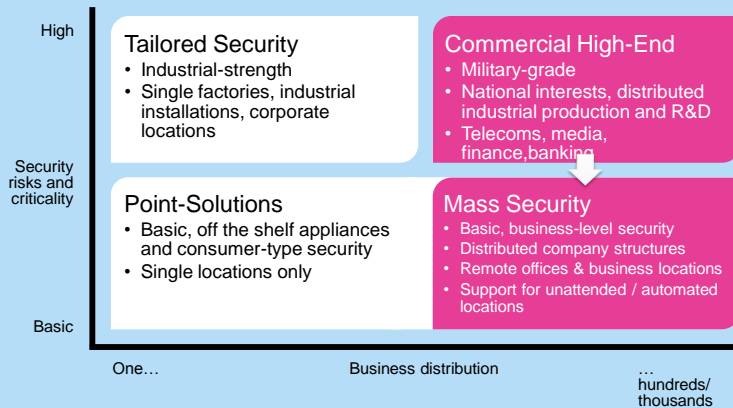 High
Tailored Security
• Industrial-strength
• Single factories, industrial
installations, corporate
locations
Commercial High-End
• Military-grade
• National interests, distributed
industrial production and R&D
• Telecoms, media,
finance,banking
Security
risks and
criticality
Point-Solutions
• Basic, off the shelf appliances
and consumer-type security
• Single locations only
Mass Security
• Basic, business-level security
• Distributed company structures
• Remote offices & business locations
• Support for unattended / automated
locations
Basic
One…
Business distribution
…
hundreds/
thousands